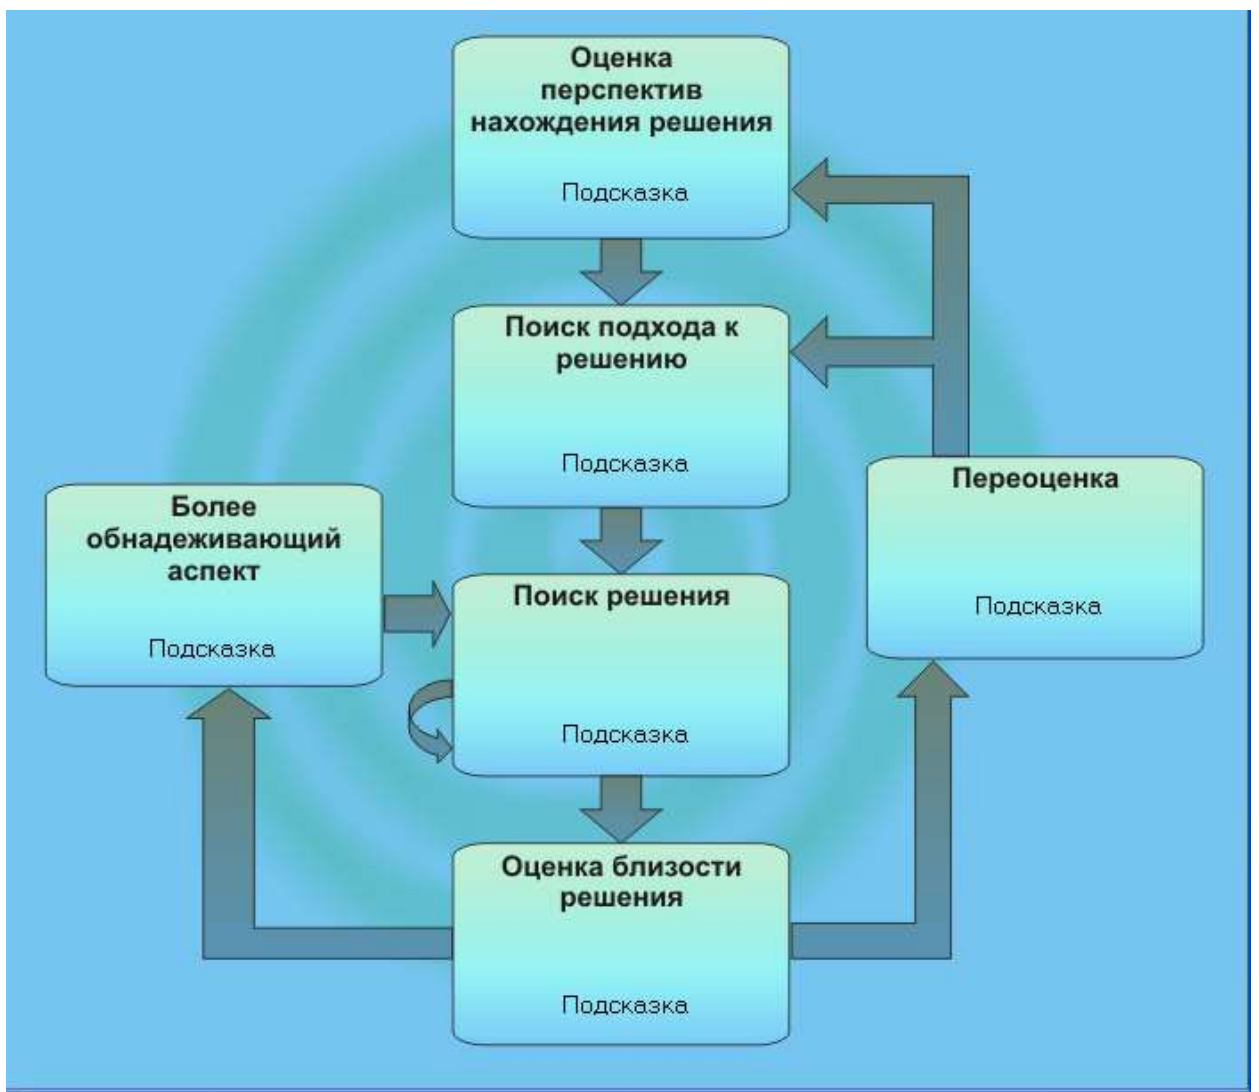 Оценка
перспектив
нахождения решения
Подсказка
Поиск подхода к
решению
Подсказка
Более
обнадеживающий
аспект
Подсказка
Переоценка
Подсказка
Поиск решения
Подсказка
Оценка близости
решения
Подсказка